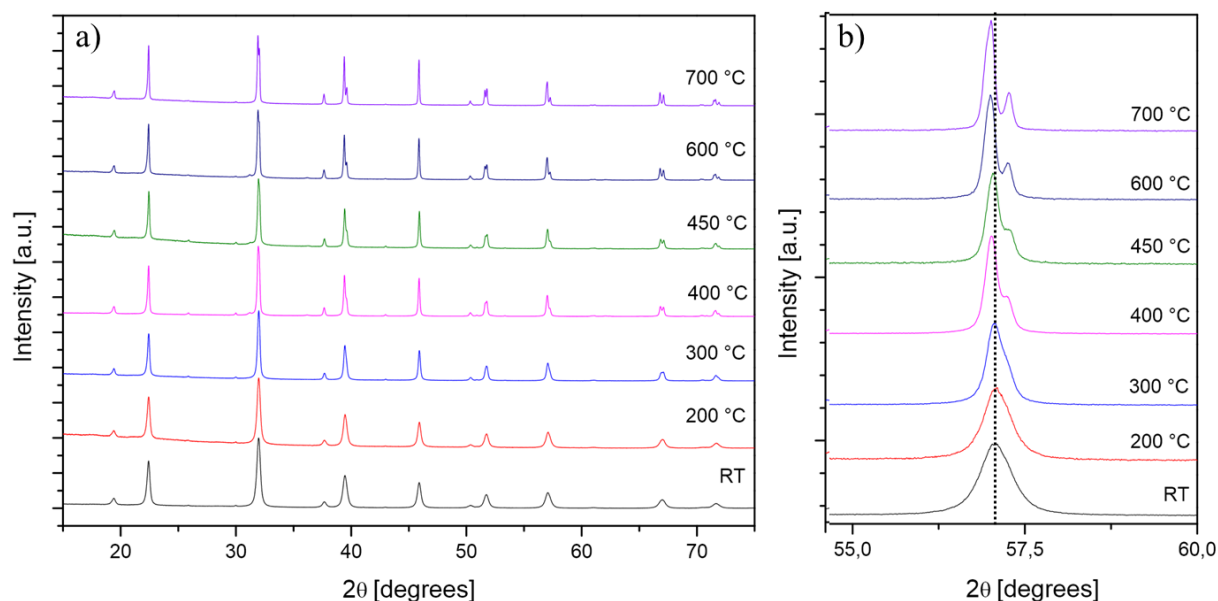 a)
700 °C
600 °C
450 °C
400 °C
300 °C
200 °C
RT
Intensity [a.u.]
20 30 40 50 60 70
2θ [degrees]
b)
700 °C
600 °C
450 °C
400 °C
300 °C
200 °C
RT
Intensity [a.u.]
55,0 57,5 60,0
2θ [degrees]